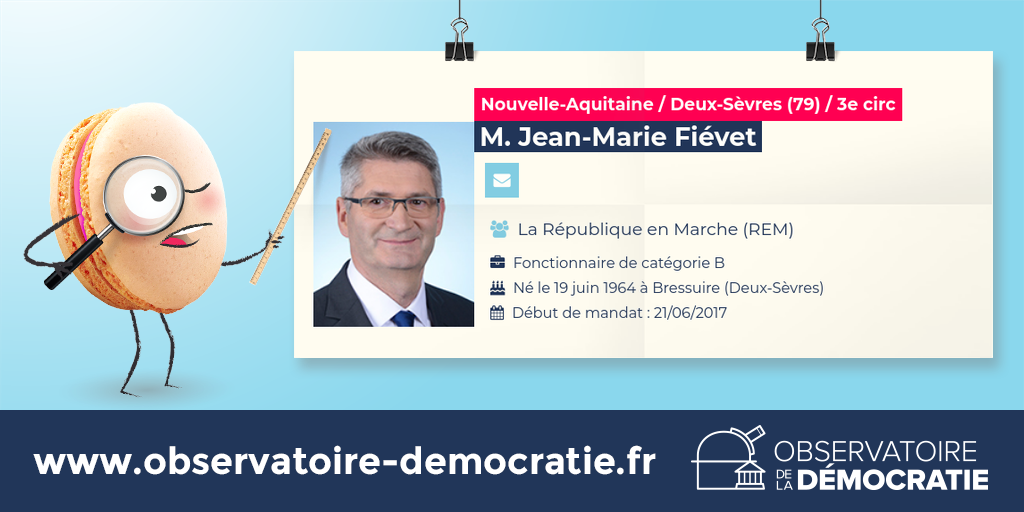 Nouvelle-Aquitaine / Deux-Sèvres (79) / 3e circ
M. Jean-Marie Fiévet
La République en Marche (REM)
Fonctionnaire de catégorie B
Né le 19 juin 1964 à Bressuire (Deux-Sèvres)
Début de mandat : 21/06/2017
www.observatoire-democratie.fr
OBSERVATOIRE
DE LA DÉMOCRATIE